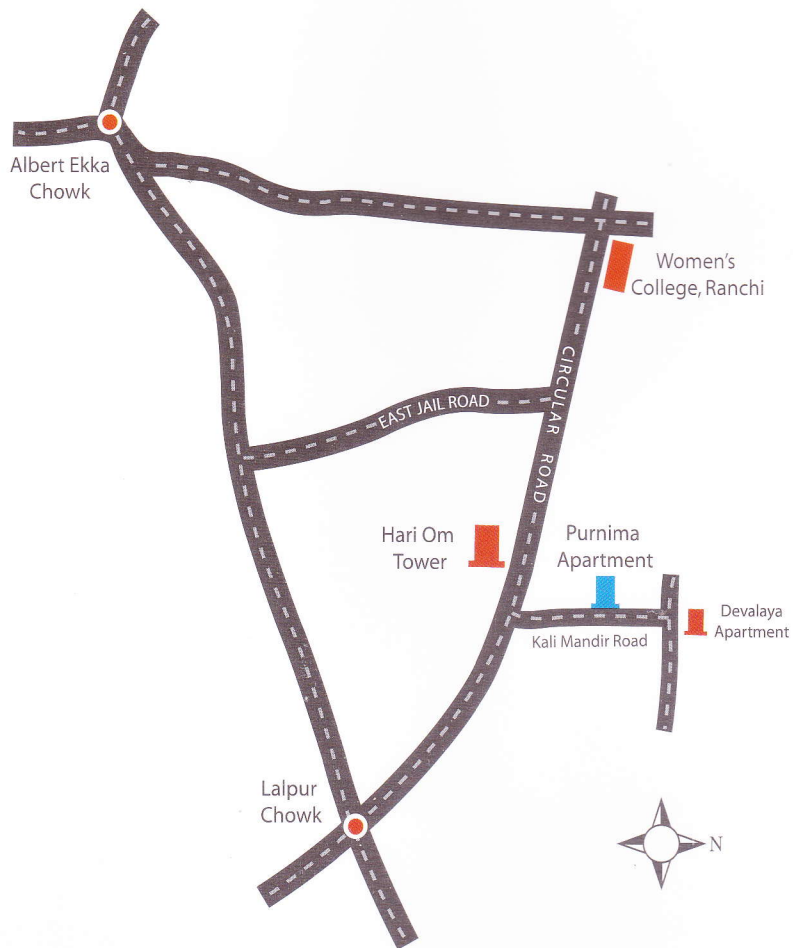 Albert Ekka
Chowk
Women's
College, Ranchi
CIRCULAR ROAD
EAST JAIL ROAD
Hari Om
Tower
Purnima
Apartment
Devalaya
Apartment
Kali Mandir Road
Lalpur
Chowk
N